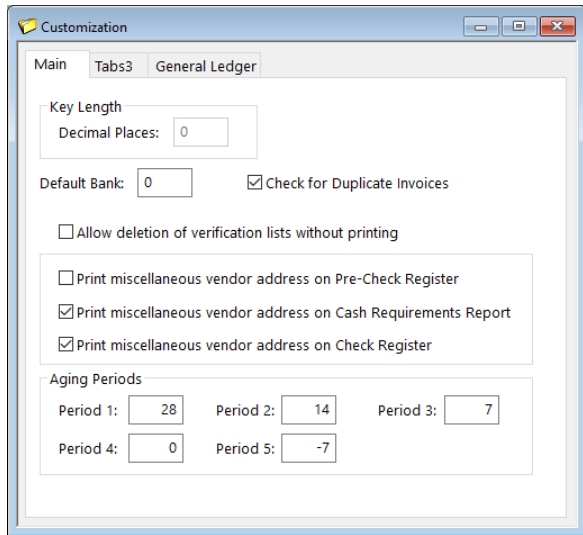 Customization
Main Tabs3 General Ledger
Key Length
Decimal Places: 0
Default Bank: 0 Check for Duplicate Invoices
Allow deletion of verification lists without printing
Print miscellaneous vendor address on Pre-Check Register
Print miscellaneous vendor address on Cash Requirements Report
Print miscellaneous vendor address on Check Register
Aging Periods
Period 1: 28 Period 2: 14 Period 3: 7
Period 4: 0 Period 5: -7